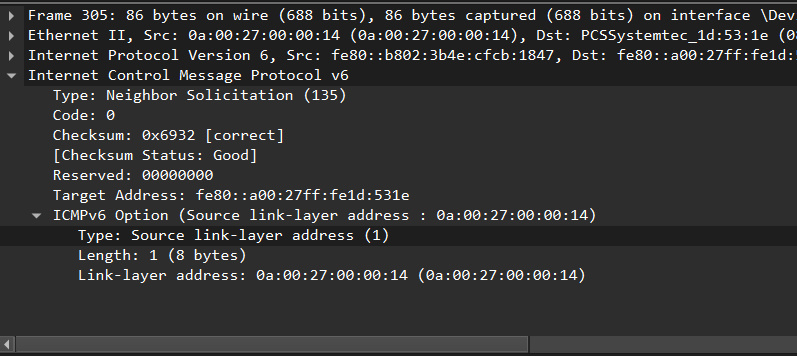 Frame 305: 86 bytes on wire (688 bits), 86 bytes captured (688 bits) on interface \Dev
Ethernet II, Src: 0a:00:27:00:00:14 (0a:00:27:00:00:14), Dst: PCSSystemtec_1d:53:1e (08
Internet Protocol Version 6, Src: fe80::b802:3b4e:cfcb:1847, Dst: fe80::a00:27ff:fe1d:5
Internet Control Message Protocol v6
Type: Neighbor Solicitation (135)
Code: 0
Checksum: 0x6932 [correct]
[Checksum Status: Good]
Reserved: 00000000
Target Address: fe80::a00:27ff:fe1d:531e
ICMPv6 Option (Source link-layer address : 0a:00:27:00:00:14)
Type: Source link-layer address (1)
Length: 1 (8 bytes)
Link-layer address: 0a:00:27:00:00:14 (0a:00:27:00:00:14)